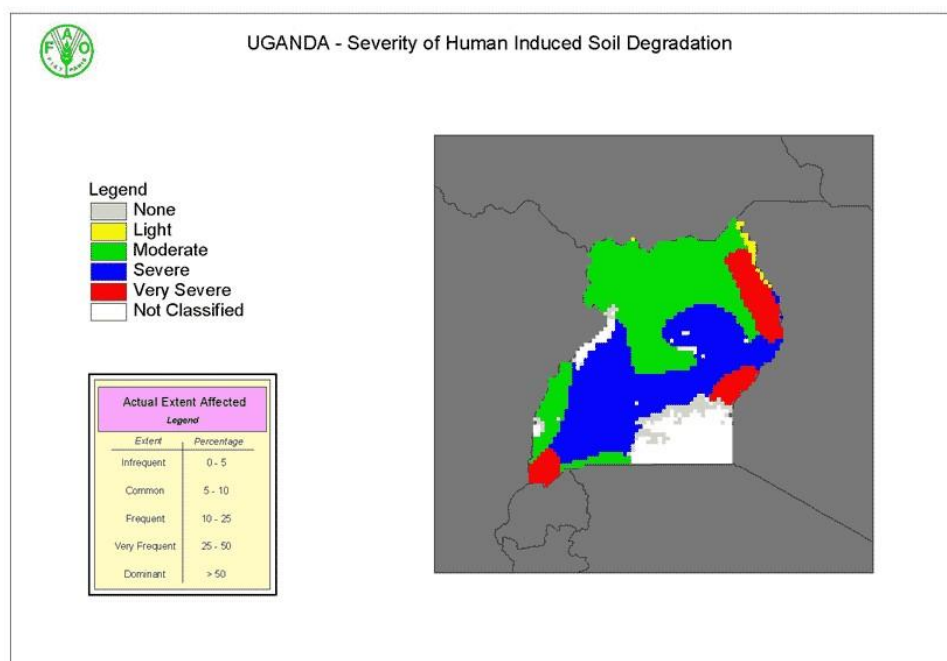 FAO
FIAT PANIS
UGANDA - Severity of Human Induced Soil Degradation
Legend
None
Light
Moderate
Severe
Very Severe
Not Classified
Actual Extent Affected
Legend
Extent Percentage
Infrequent 0 - 5
Common 5 - 10
Frequent 10 - 25
Very Frequent 25 - 50
Dominant > 50